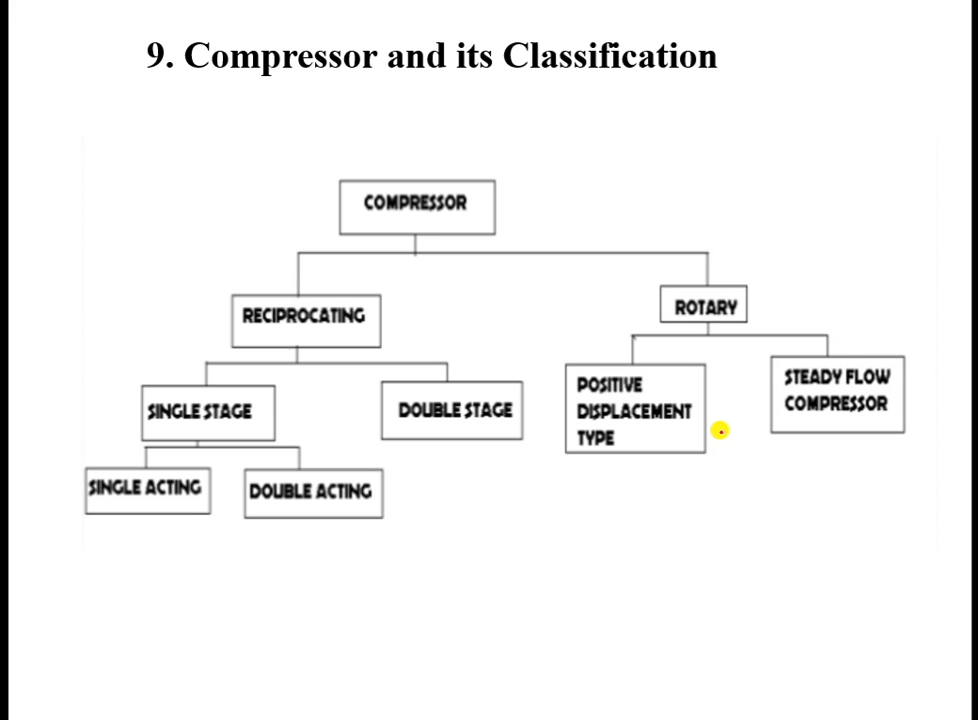 9. Compressor and its Classification
COMPRESSOR
RECIPROCATING
ROTARY
SINGLE STAGE
DOUBLE STAGE
POSITIVE
DISPLACEMENT
TYPE
STEADY FLOW
COMPRESSOR
SINGLE ACTING
DOUBLE ACTING